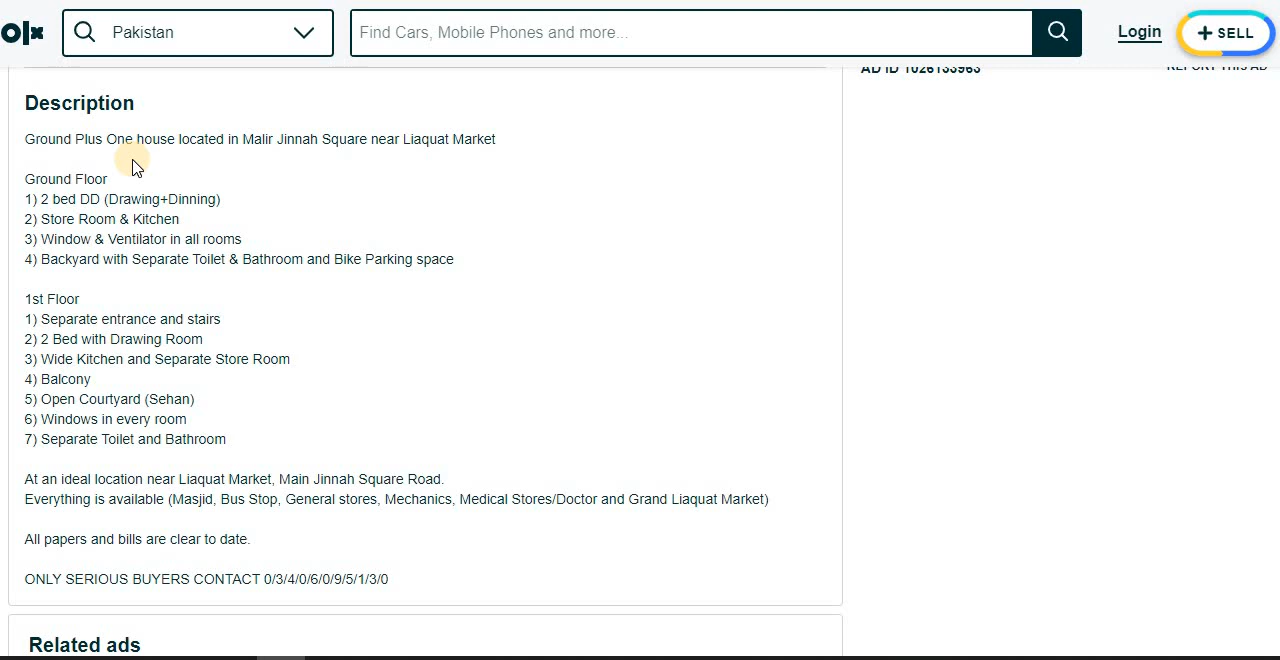 olx
Pakistan
Find Cars, Mobile Phones and more...
Login
+ SELL
AD ID 1026133963
REPORT THIS AD
Description
Ground Plus One house located in Malir Jinnah Square near Liaquat Market
Ground Floor
1) 2 bed DD (Drawing+Dinning)
2) Store Room & Kitchen
3) Window & Ventilator in all rooms
4) Backyard with Separate Toilet & Bathroom and Bike Parking space
1st Floor
1) Separate entrance and stairs
2) 2 Bed with Drawing Room
3) Wide Kitchen and Separate Store Room
4) Balcony
5) Open Courtyard (Sehan)
6) Windows in every room
7) Separate Toilet and Bathroom
At an ideal location near Liaquat Market, Main Jinnah Square Road.
Everything is available (Masjid, Bus Stop, General stores, Mechanics, Medical Stores/Doctor and Grand Liaquat Market)
All papers and bills are clear to date.
ONLY SERIOUS BUYERS CONTACT 0/3/4/0/6/0/9/5/1/3/0
Related ads